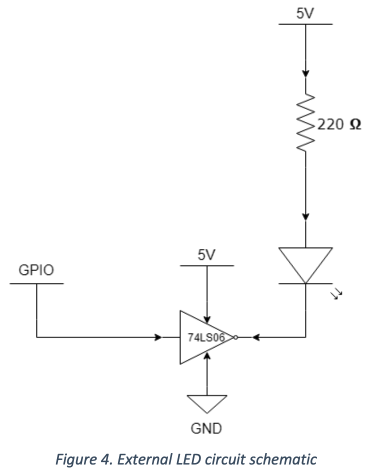 5V
220 Ω
5V
GPIO
74LS06
GND
Figure 4. External LED circuit schematic